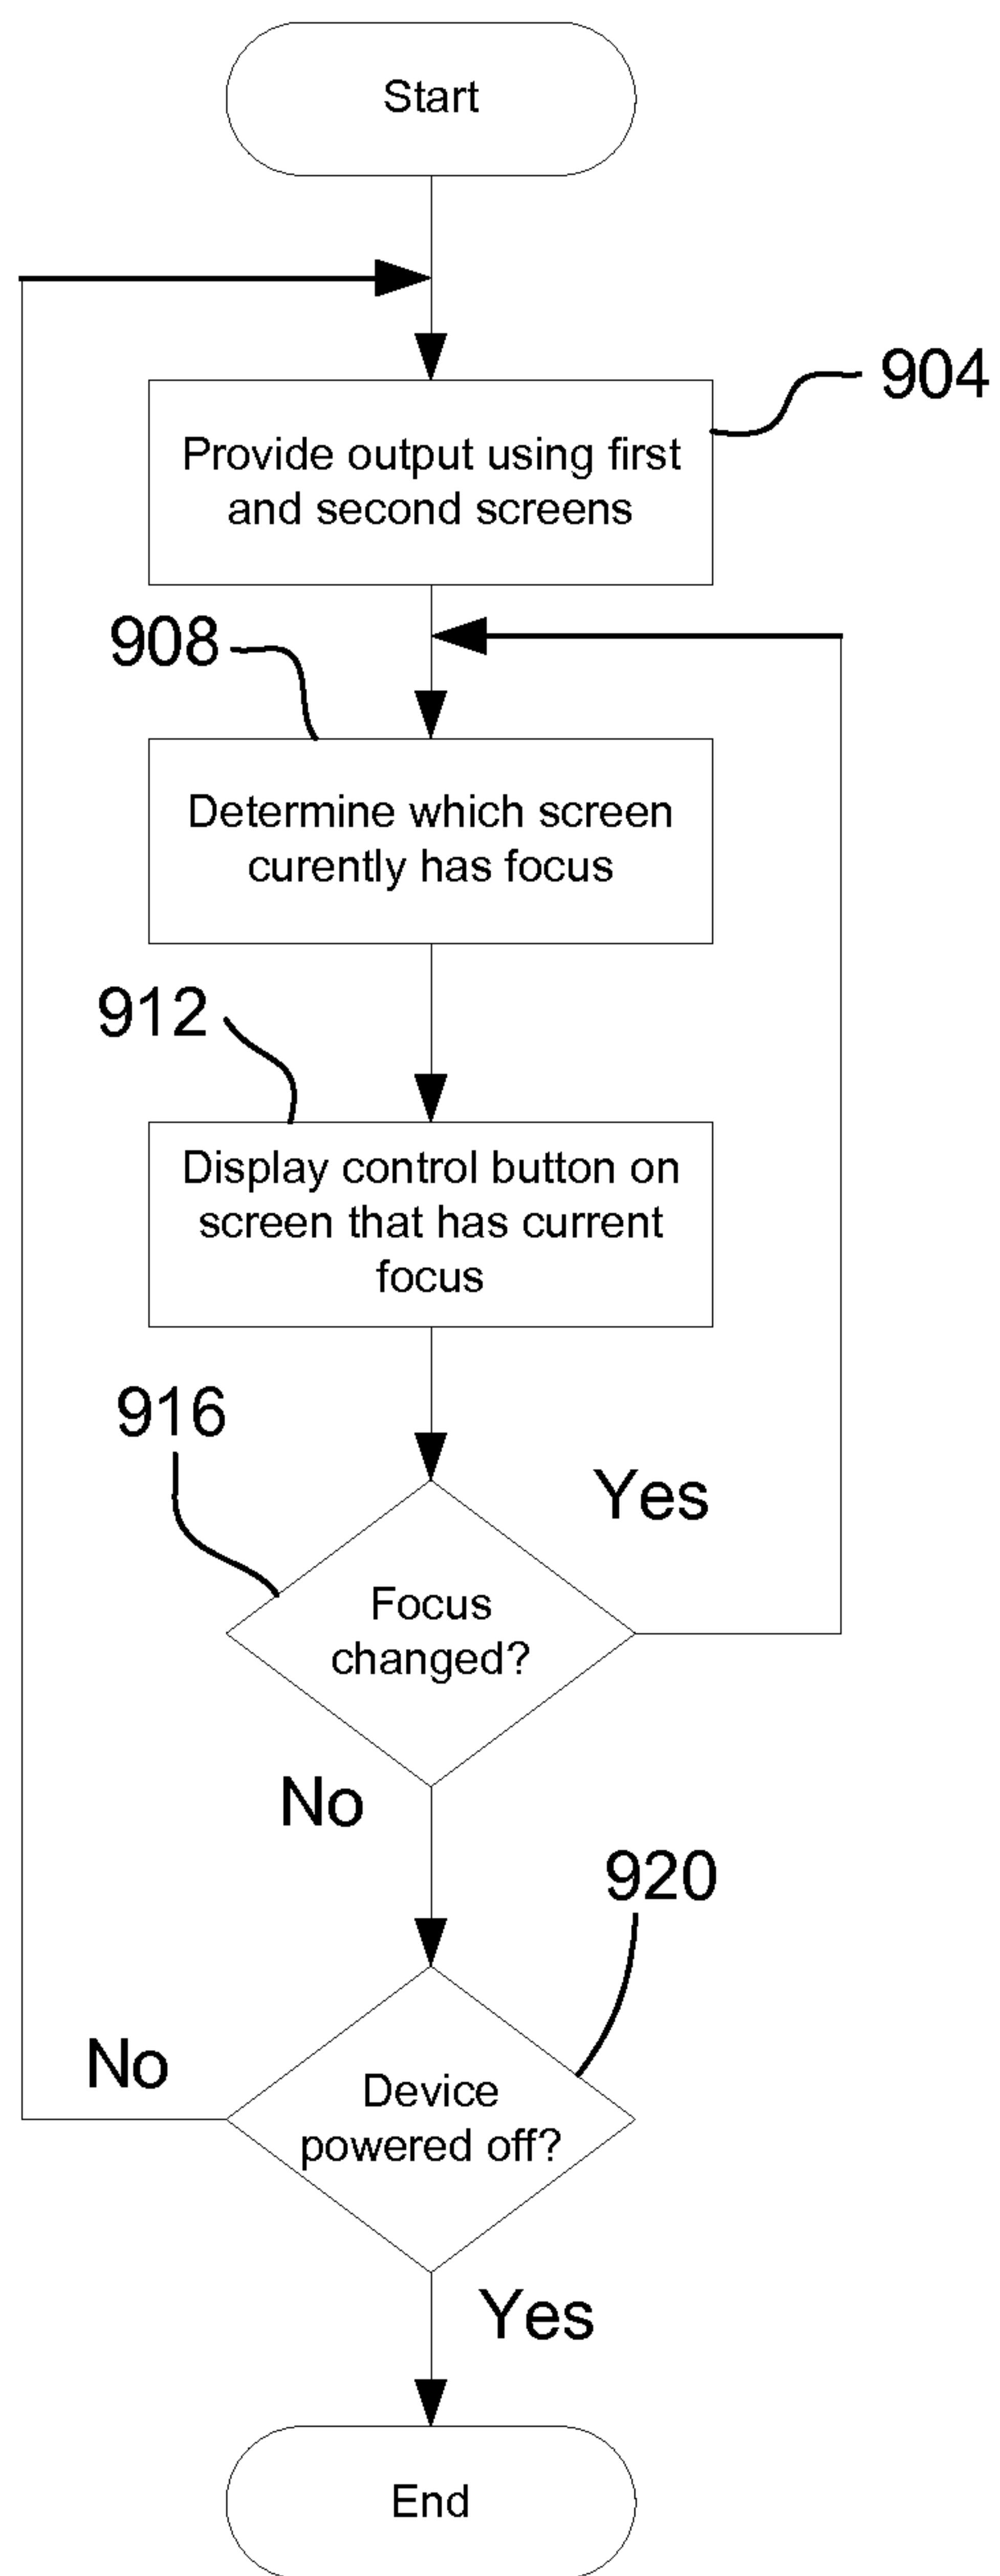 Start
904
Provide output using first
and second screens
908
Determine which screen
curently has focus
912
Display control button on
screen that has current
focus
916
Yes
Focus
changed?
No
920
No
Device
powered off?
Yes
End